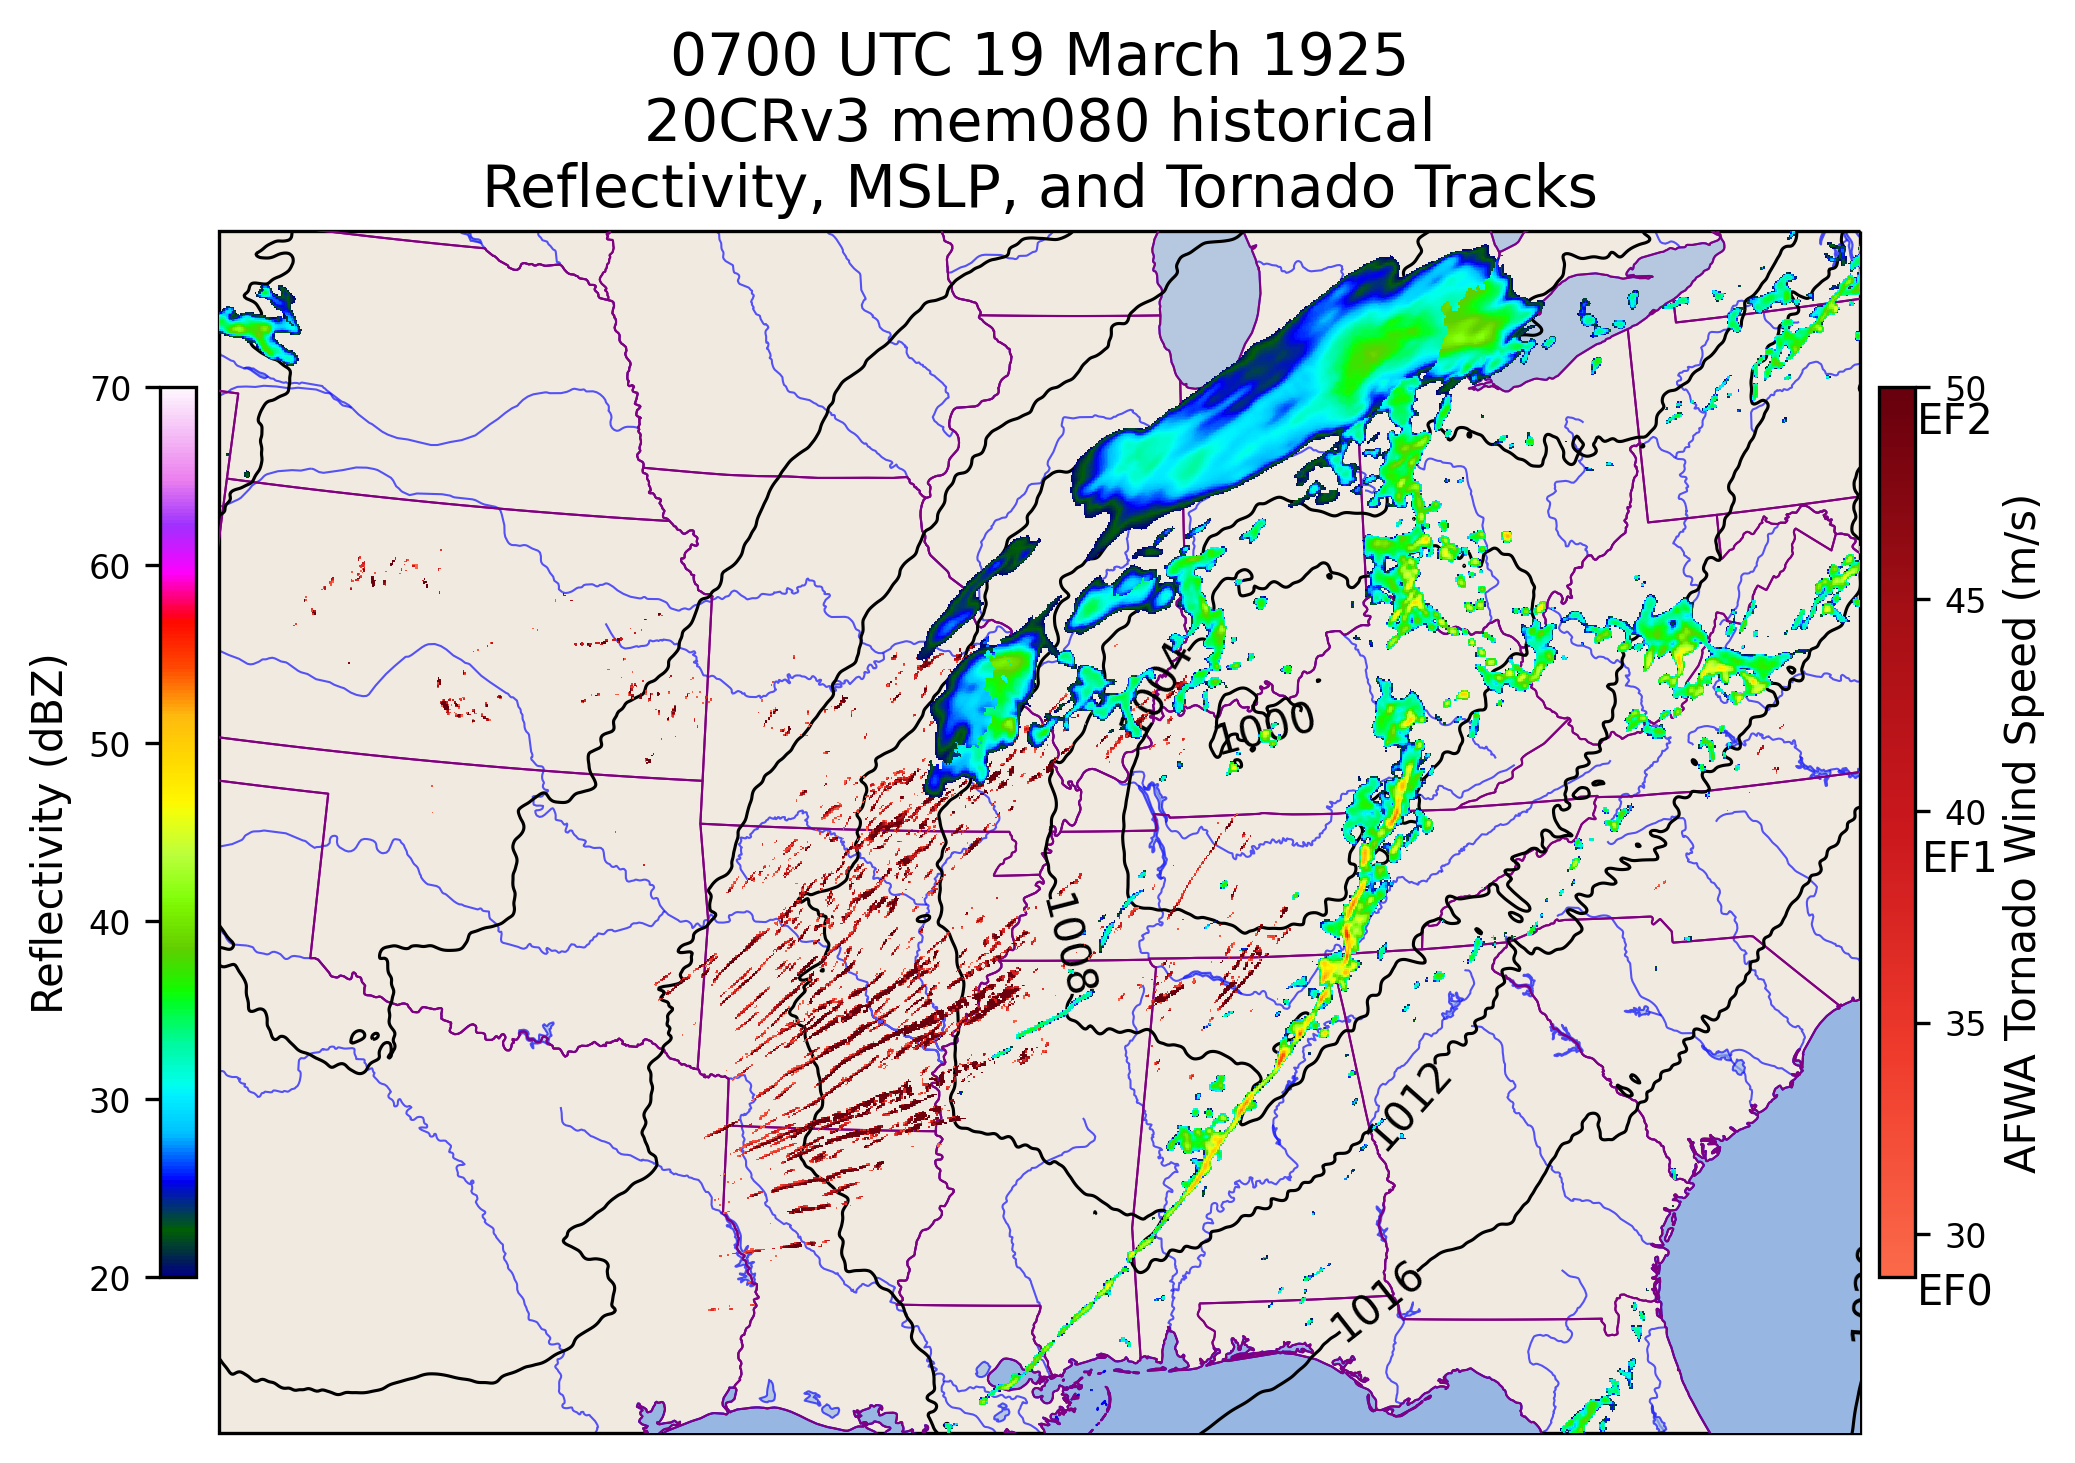 0700 UTC 19 March 1925
20CRv3 mem080 historical
Reflectivity, MSLP, and Tornado Tracks
Reflectivity (dBZ)
70
60
50
40
30
20
1004
1000
1008
1012
1016
50
EF2
45
40
EF1
35
30
EF0
AFWA Tornado Wind Speed (m/s)